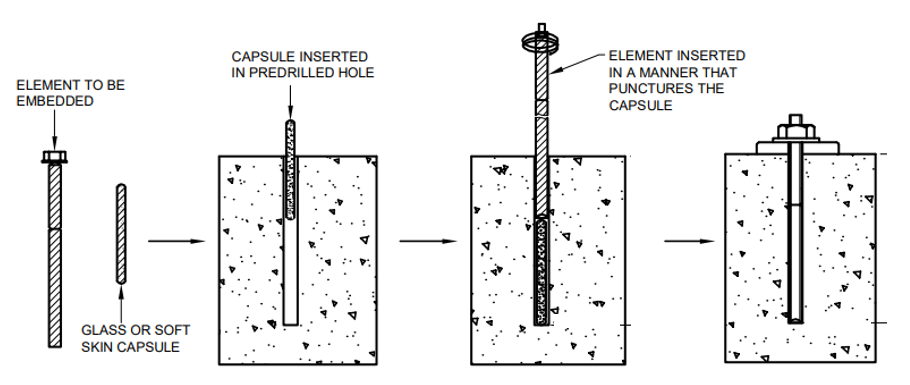 ELEMENT TO BE
EMBEDDED
GLASS OR SOFT
SKIN CAPSULE
CAPSULE INSERTED
IN PREDRILLED HOLE
ELEMENT INSERTED
IN A MANNER THAT
PUNCTURES THE
CAPSULE